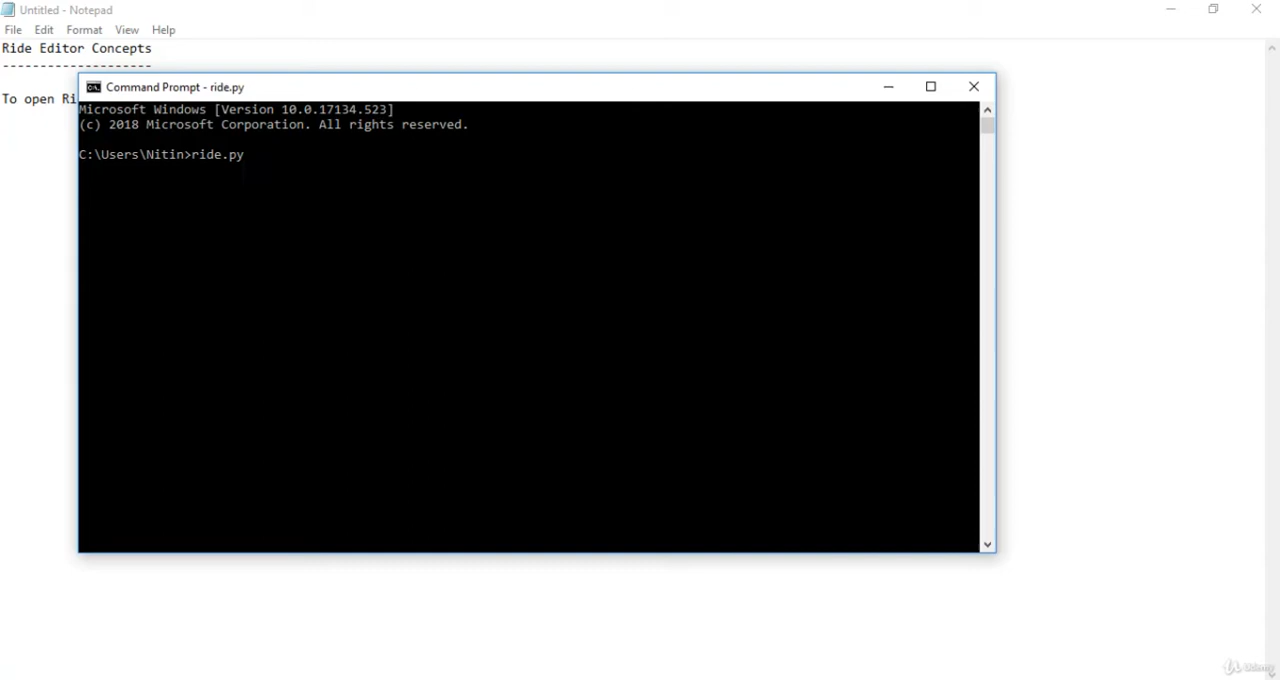 Untitled - Notepad
File Edit Format View Help
Ride Editor Concepts
--------------------
To open Ri
Command Prompt - ride.py
Microsoft Windows [Version 10.0.17134.523]
(c) 2018 Microsoft Corporation. All rights reserved.
C:\Users\Nitin>ride.py
Udemy